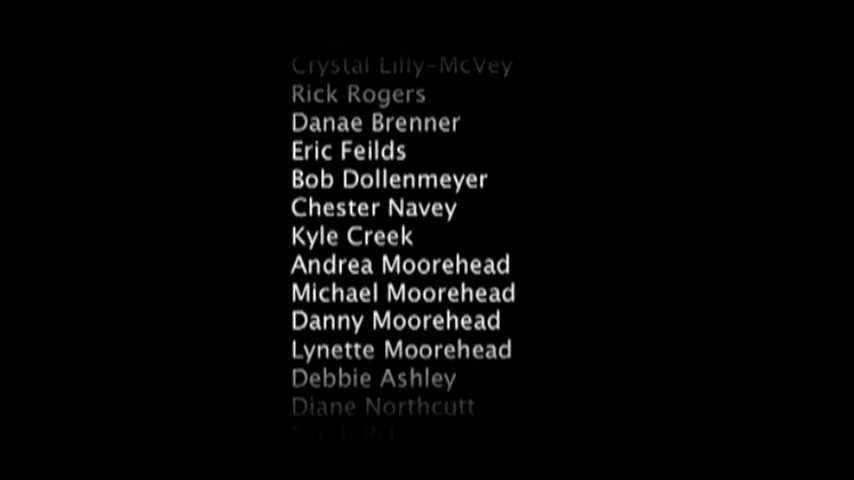 Crystal Lilly-McVey
Rick Rogers
Danae Brenner
Eric Feilds
Bob Dollenmeyer
Chester Navey
Kyle Creek
Andrea Moorehead
Michael Moorehead
Danny Moorehead
Lynette Moorehead
Debbie Ashley
Diane Northcutt